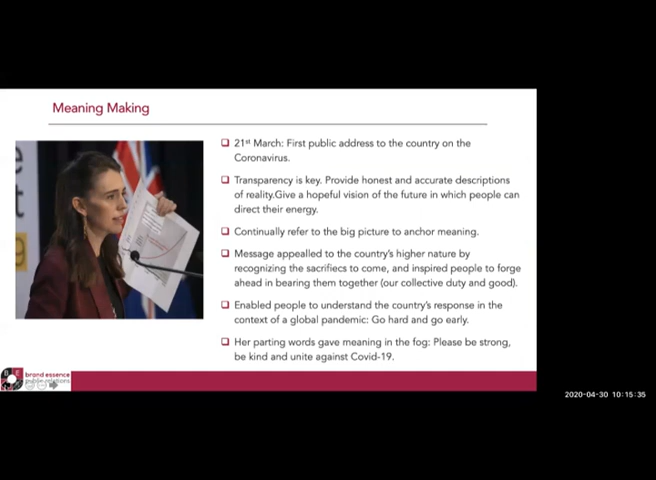 Meaning Making
21st March: First public address to the country on the
Coronavirus.
Transparency is key. Provide honest and accurate descriptions
of reality.Give a hopeful vision of the future in which people can
direct their energy.
Continually refer to the big picture to anchor meaning.
Message appealled to the country's higher nature by
recognizing the sacrifiecs to come, and inspired people to forge
ahead in bearing them together (our collective duty and good).
Enabled people to understand the country's response in the
context of a global pandemic: Go hard and go early.
Her parting words gave meaning in the fog: Please be strong,
be kind and unite against Covid-19.
brand essence
public relations
2020-04-30 10:15:35